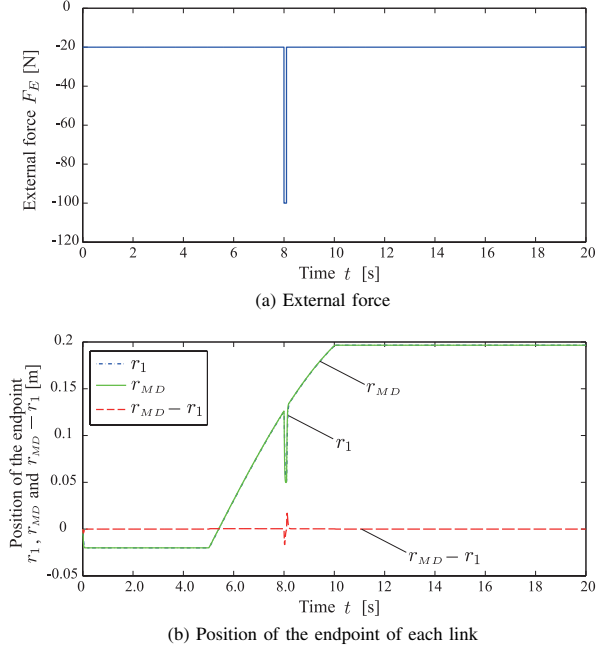 0
-20
-40
-60
-80
-100
-120
External force F_E [N]
0 2 4 6 8 10 12 14 16 18 20
Time t [s]
(a) External force
0.2
0.15
0.1
0.05
0
-0.05
Position of the endpoint
r_1, r_MD and r_MD − r_1 [m]
r_1
r_MD
r_MD − r_1
r_MD
r_1
r_MD − r_1
0 2.0 4.0 6.0 8.0 10 12 14 16 18 20
Time t [s]
(b) Position of the endpoint of each link